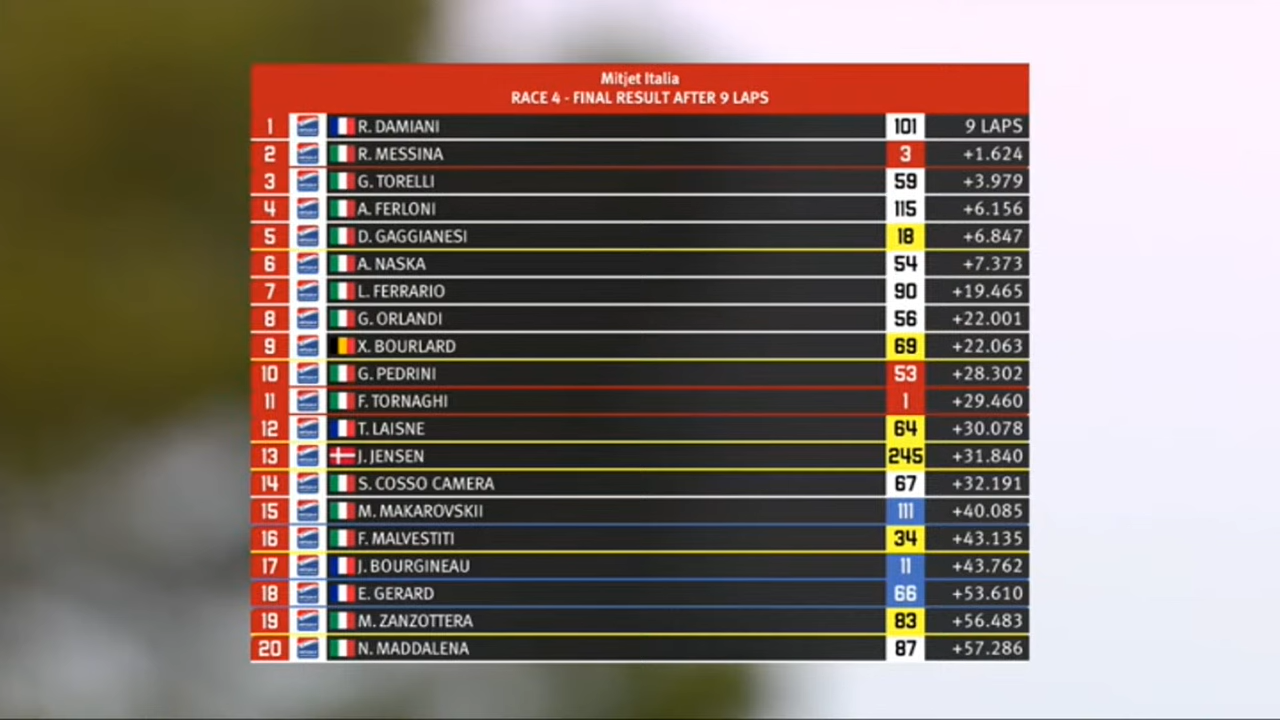 Mitjet Italia
RACE 4 - FINAL RESULT AFTER 9 LAPS
1 R. DAMIANI 101 9 LAPS
2 R. MESSINA 3 +1.624
3 G. TORELLI 59 +3.979
4 A. FERLONI 115 +6.156
5 D. GAGGIANESI 18 +6.847
6 A. NASKA 54 +7.373
7 L. FERRARIO 90 +19.465
8 G. ORLANDI 56 +22.001
9 X. BOURLARD 69 +22.063
10 G. PEDRINI 53 +28.302
11 F. TORNAGHI 1 +29.460
12 T. LAISNE 64 +30.078
13 J. JENSEN 245 +31.840
14 S. COSSO CAMERA 67 +32.191
15 M. MAKAROVSKII 111 +40.085
16 F. MALVESTITI 34 +43.135
17 J. BOURGINEAU 11 +43.762
18 E. GERARD 66 +53.610
19 M. ZANZOTTERA 83 +56.483
20 N. MADDALENA 87 +57.286